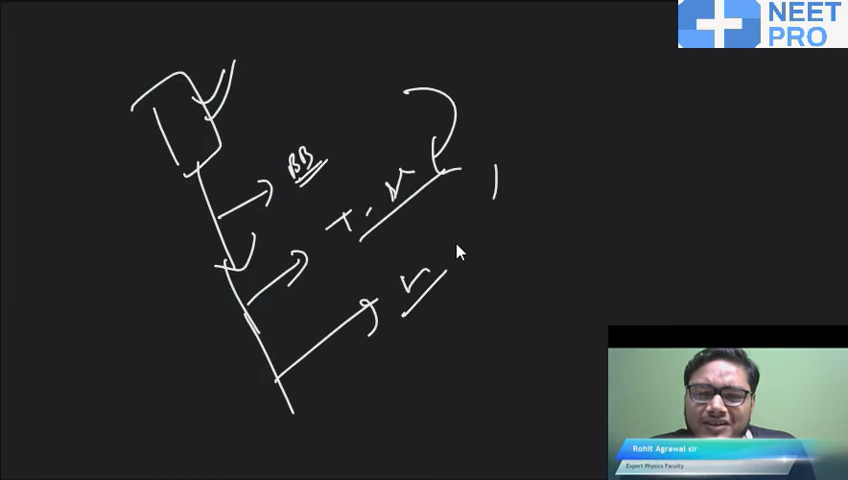 NEET
PRO
BB
T-r
r
Rohit Agrawal sir
Expert Physics Faculty